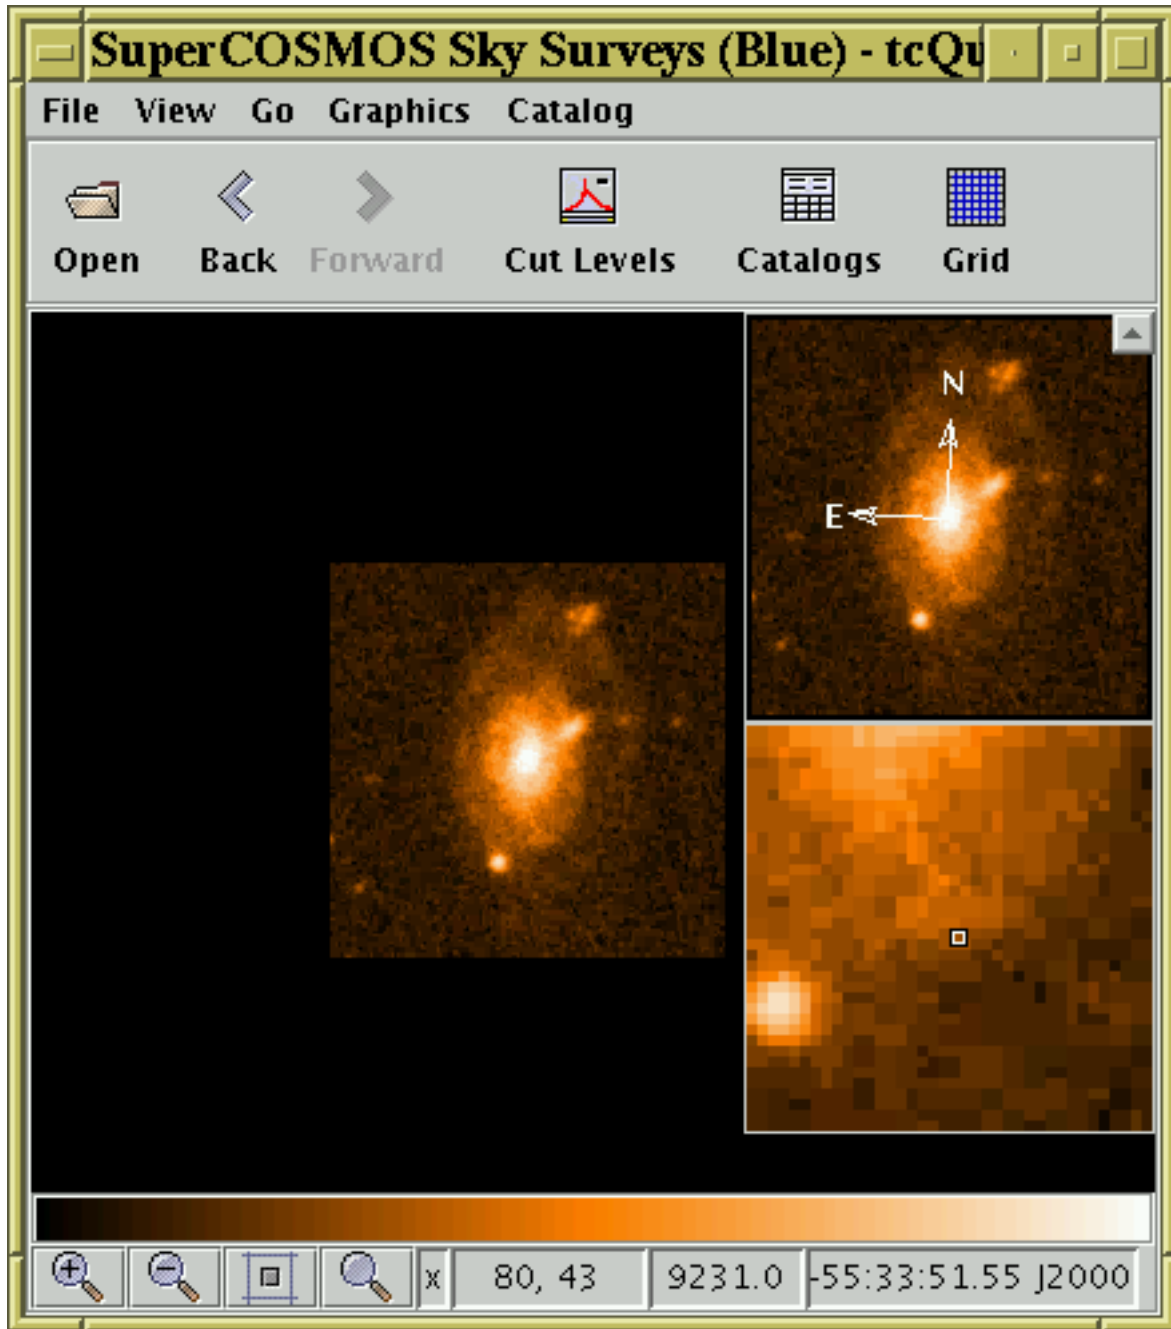 SuperCOSMOS Sky Surveys (Blue) - tcQu
File View Go Graphics Catalog
Open Back Forward Cut Levels Catalogs Grid
N
E
x 80, 43 9231.0 -55:33:51.55 J2000